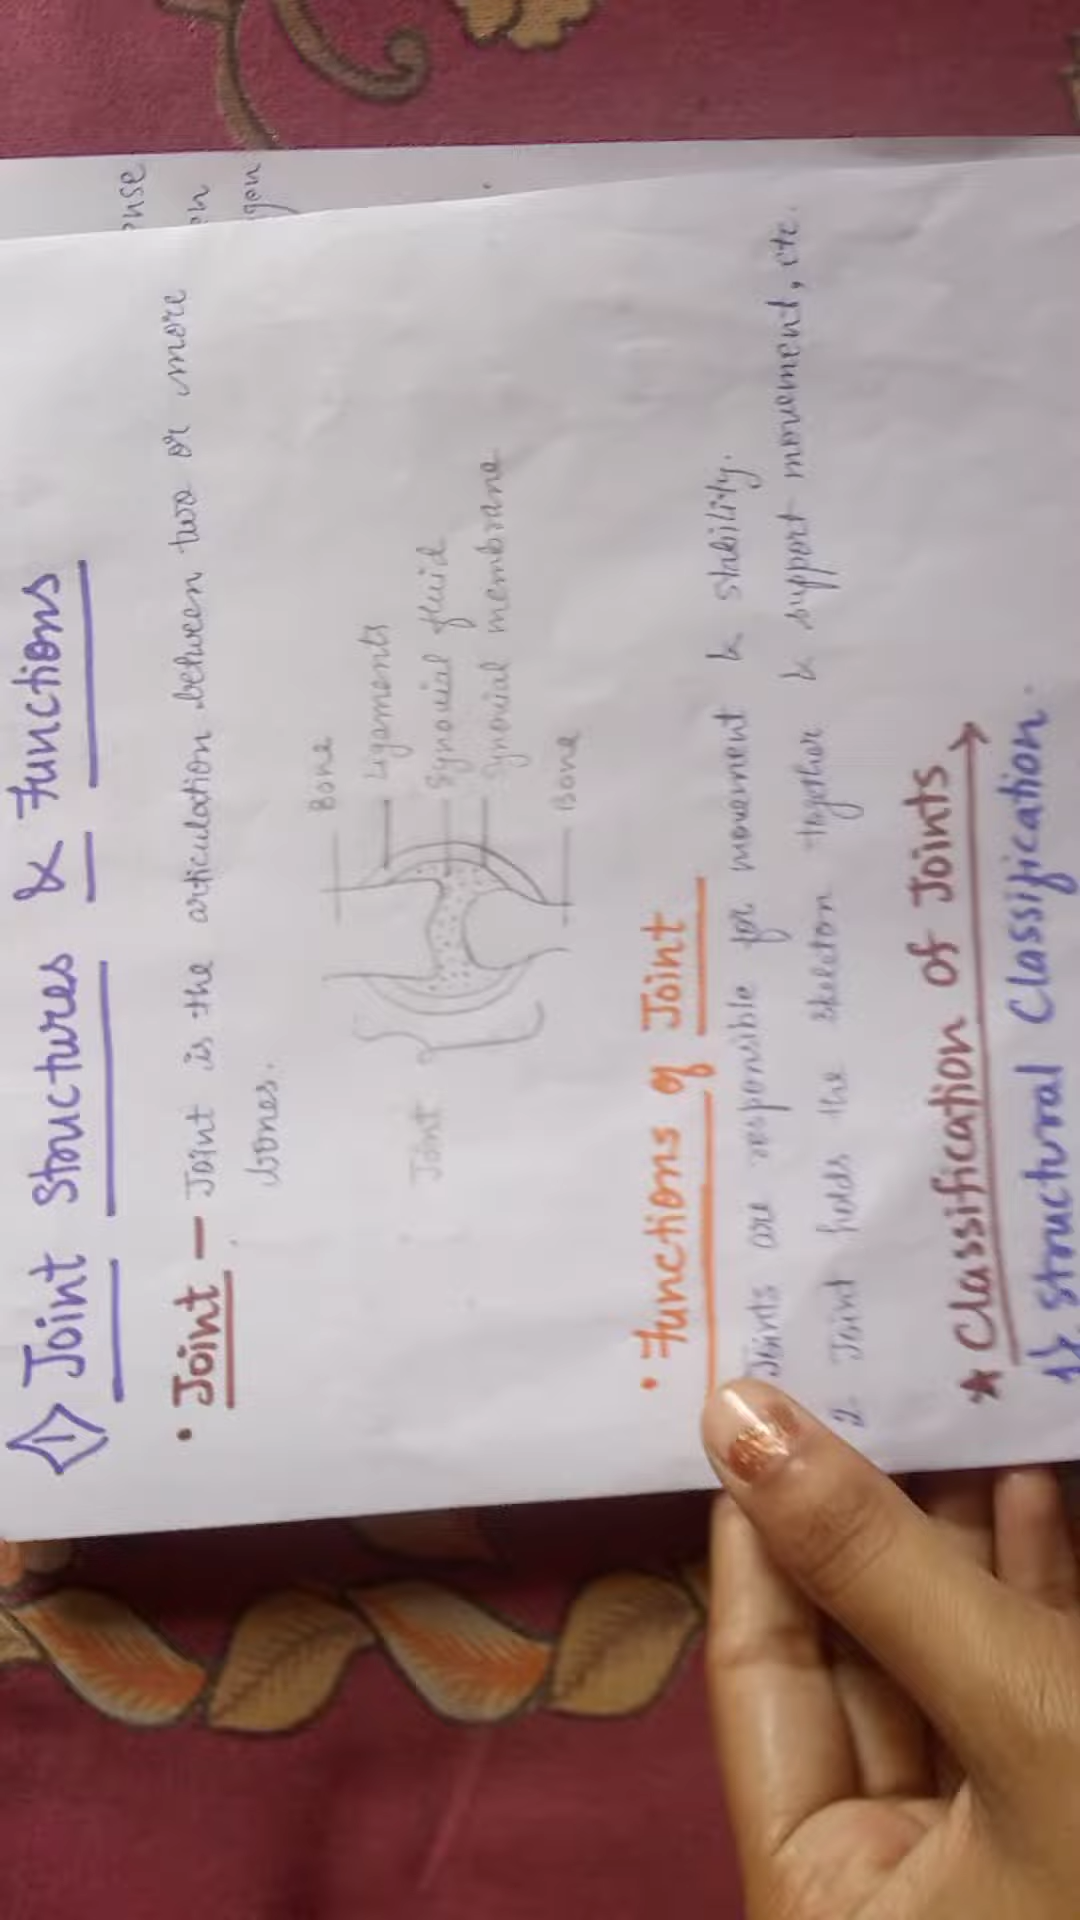 1 Joint Structures & Functions
• Joint — Joint is the articulation between two or more
bones.
Bone
Ligaments
Synovial fluid
Synovial membrane
Bone
Joint
• Functions of Joint
Joints are responsible for movement & stability.
2. Joint holds the skeleton together & support movement, etc.
★ Classification of Joints →
1). Structural Classification.